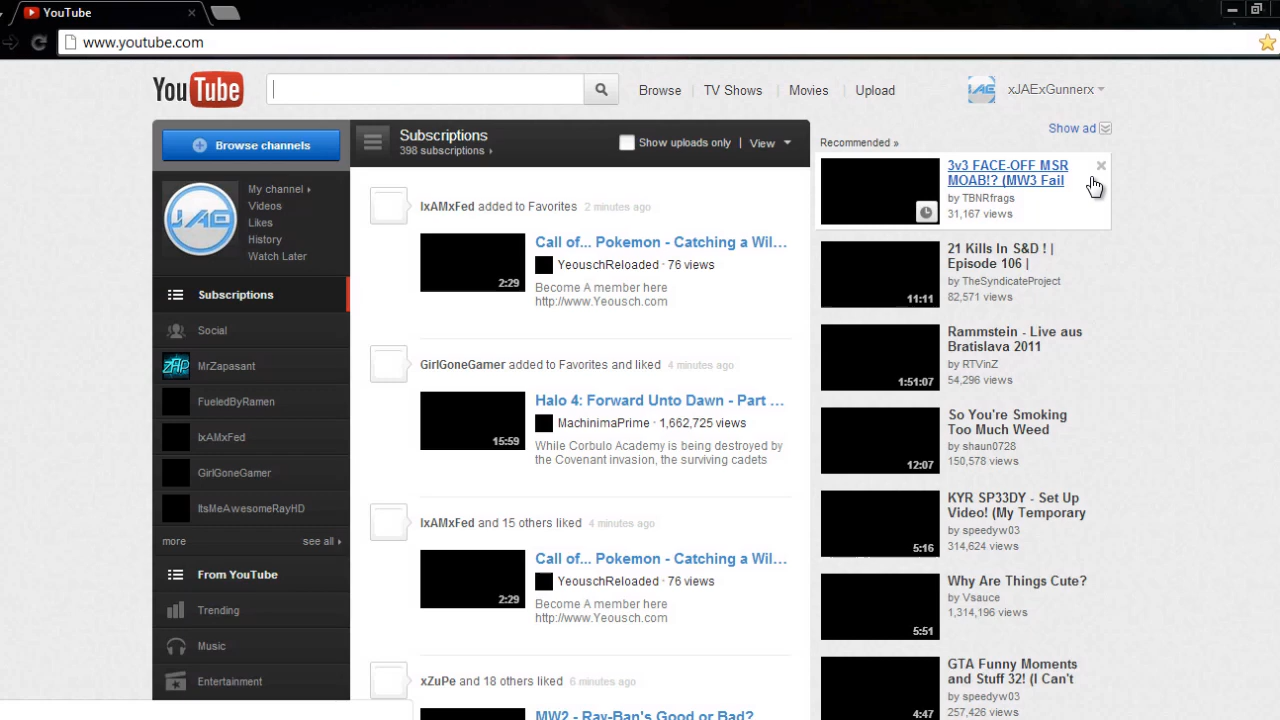 YouTube
www.youtube.com
YouTube
Browse
TV Shows
Movies
Upload
JAE
xJAExGunnerx
Browse channels
JAE
My channel
Videos
Likes
History
Watch Later
Subscriptions
Social
ZAP
MrZapasant
FueledByRamen
IxAMxFed
GirlGoneGamer
ItsMeAwesomeRayHD
more
see all
From YouTube
Trending
Music
Entertainment
Subscriptions
398 subscriptions
Show uploads only | View
IxAMxFed added to Favorites 2 minutes ago
2:29
Call of... Pokemon - Catching a Wil...
YeouschReloaded · 76 views
Become A member here
http://www.Yeousch.com
GirlGoneGamer added to Favorites and liked 4 minutes ago
15:59
Halo 4: Forward Unto Dawn - Part ...
MachinimaPrime · 1,662,725 views
While Corbulo Academy is being destroyed by
the Covenant invasion, the surviving cadets
IxAMxFed and 15 others liked 4 minutes ago
2:29
Call of... Pokemon - Catching a Wil...
YeouschReloaded · 76 views
Become A member here
http://www.Yeousch.com
xZuPe and 18 others liked 6 minutes ago
MW2 - Ray-Ban's Good or Bad?
Show ad
Recommended »
3v3 FACE-OFF MSR
MOAB!? (MW3 Fail
by TBNRfrags
31,167 views
11:11
21 Kills In S&D ! |
Episode 106 |
by TheSyndicateProject
82,571 views
1:51:07
Rammstein - Live aus
Bratislava 2011
by RTVinZ
54,296 views
12:07
So You're Smoking
Too Much Weed
by shaun0728
150,578 views
5:16
KYR SP33DY - Set Up
Video! (My Temporary
by speedyw03
314,624 views
5:51
Why Are Things Cute?
by Vsauce
1,314,196 views
4:47
GTA Funny Moments
and Stuff 32! (I Can't
by speedyw03
257,426 views